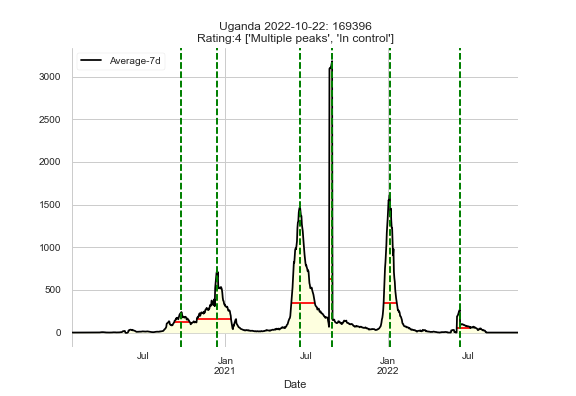 Uganda 2022-10-22: 169396
Rating:4 ['Multiple peaks', 'In control']
Average-7d
3000
2500
2000
1500
1000
500
0
Jul
Jan
2021
Jul
Jan
2022
Jul
Date